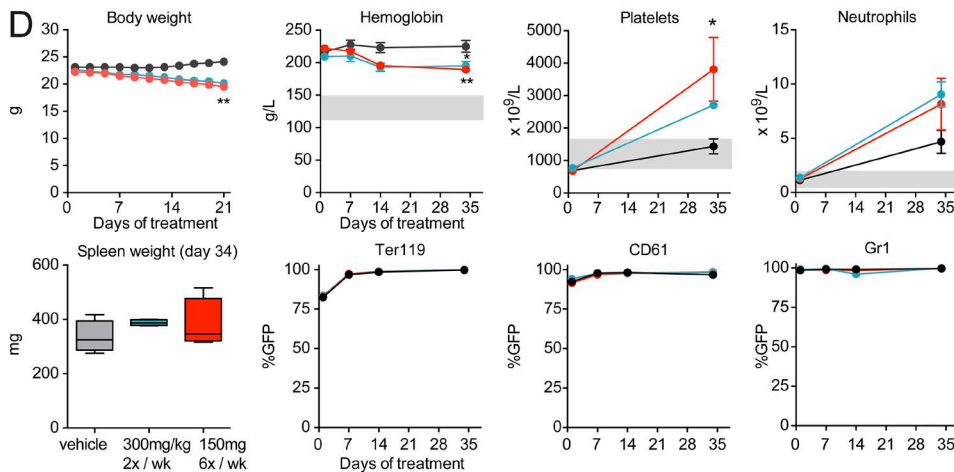 D
Body weight
g
30
25
20
15
10
5
0
0 7 14 21
Days of treatment
**
Hemoglobin
g/L
250
200
150
100
50
0
0 7 14 21 28 35
Days of treatment
*
**
Platelets
x 10⁹/L
5000
4000
3000
2000
1000
0
0 7 14 21 28 35
*
Neutrophils
x 10⁹/L
15
10
5
0
0 7 14 21 28 35
Spleen weight (day 34)
mg
600
400
200
0
vehicle 300mg/kg 150mg
2x / wk 6x / wk
Ter119
%GFP
100
75
50
25
0
0 7 14 21 28 35
Days of treatment
CD61
%GFP
100
75
50
25
0
0 7 14 21 28 35
Gr1
%GFP
100
75
50
25
0
0 7 14 21 28 35